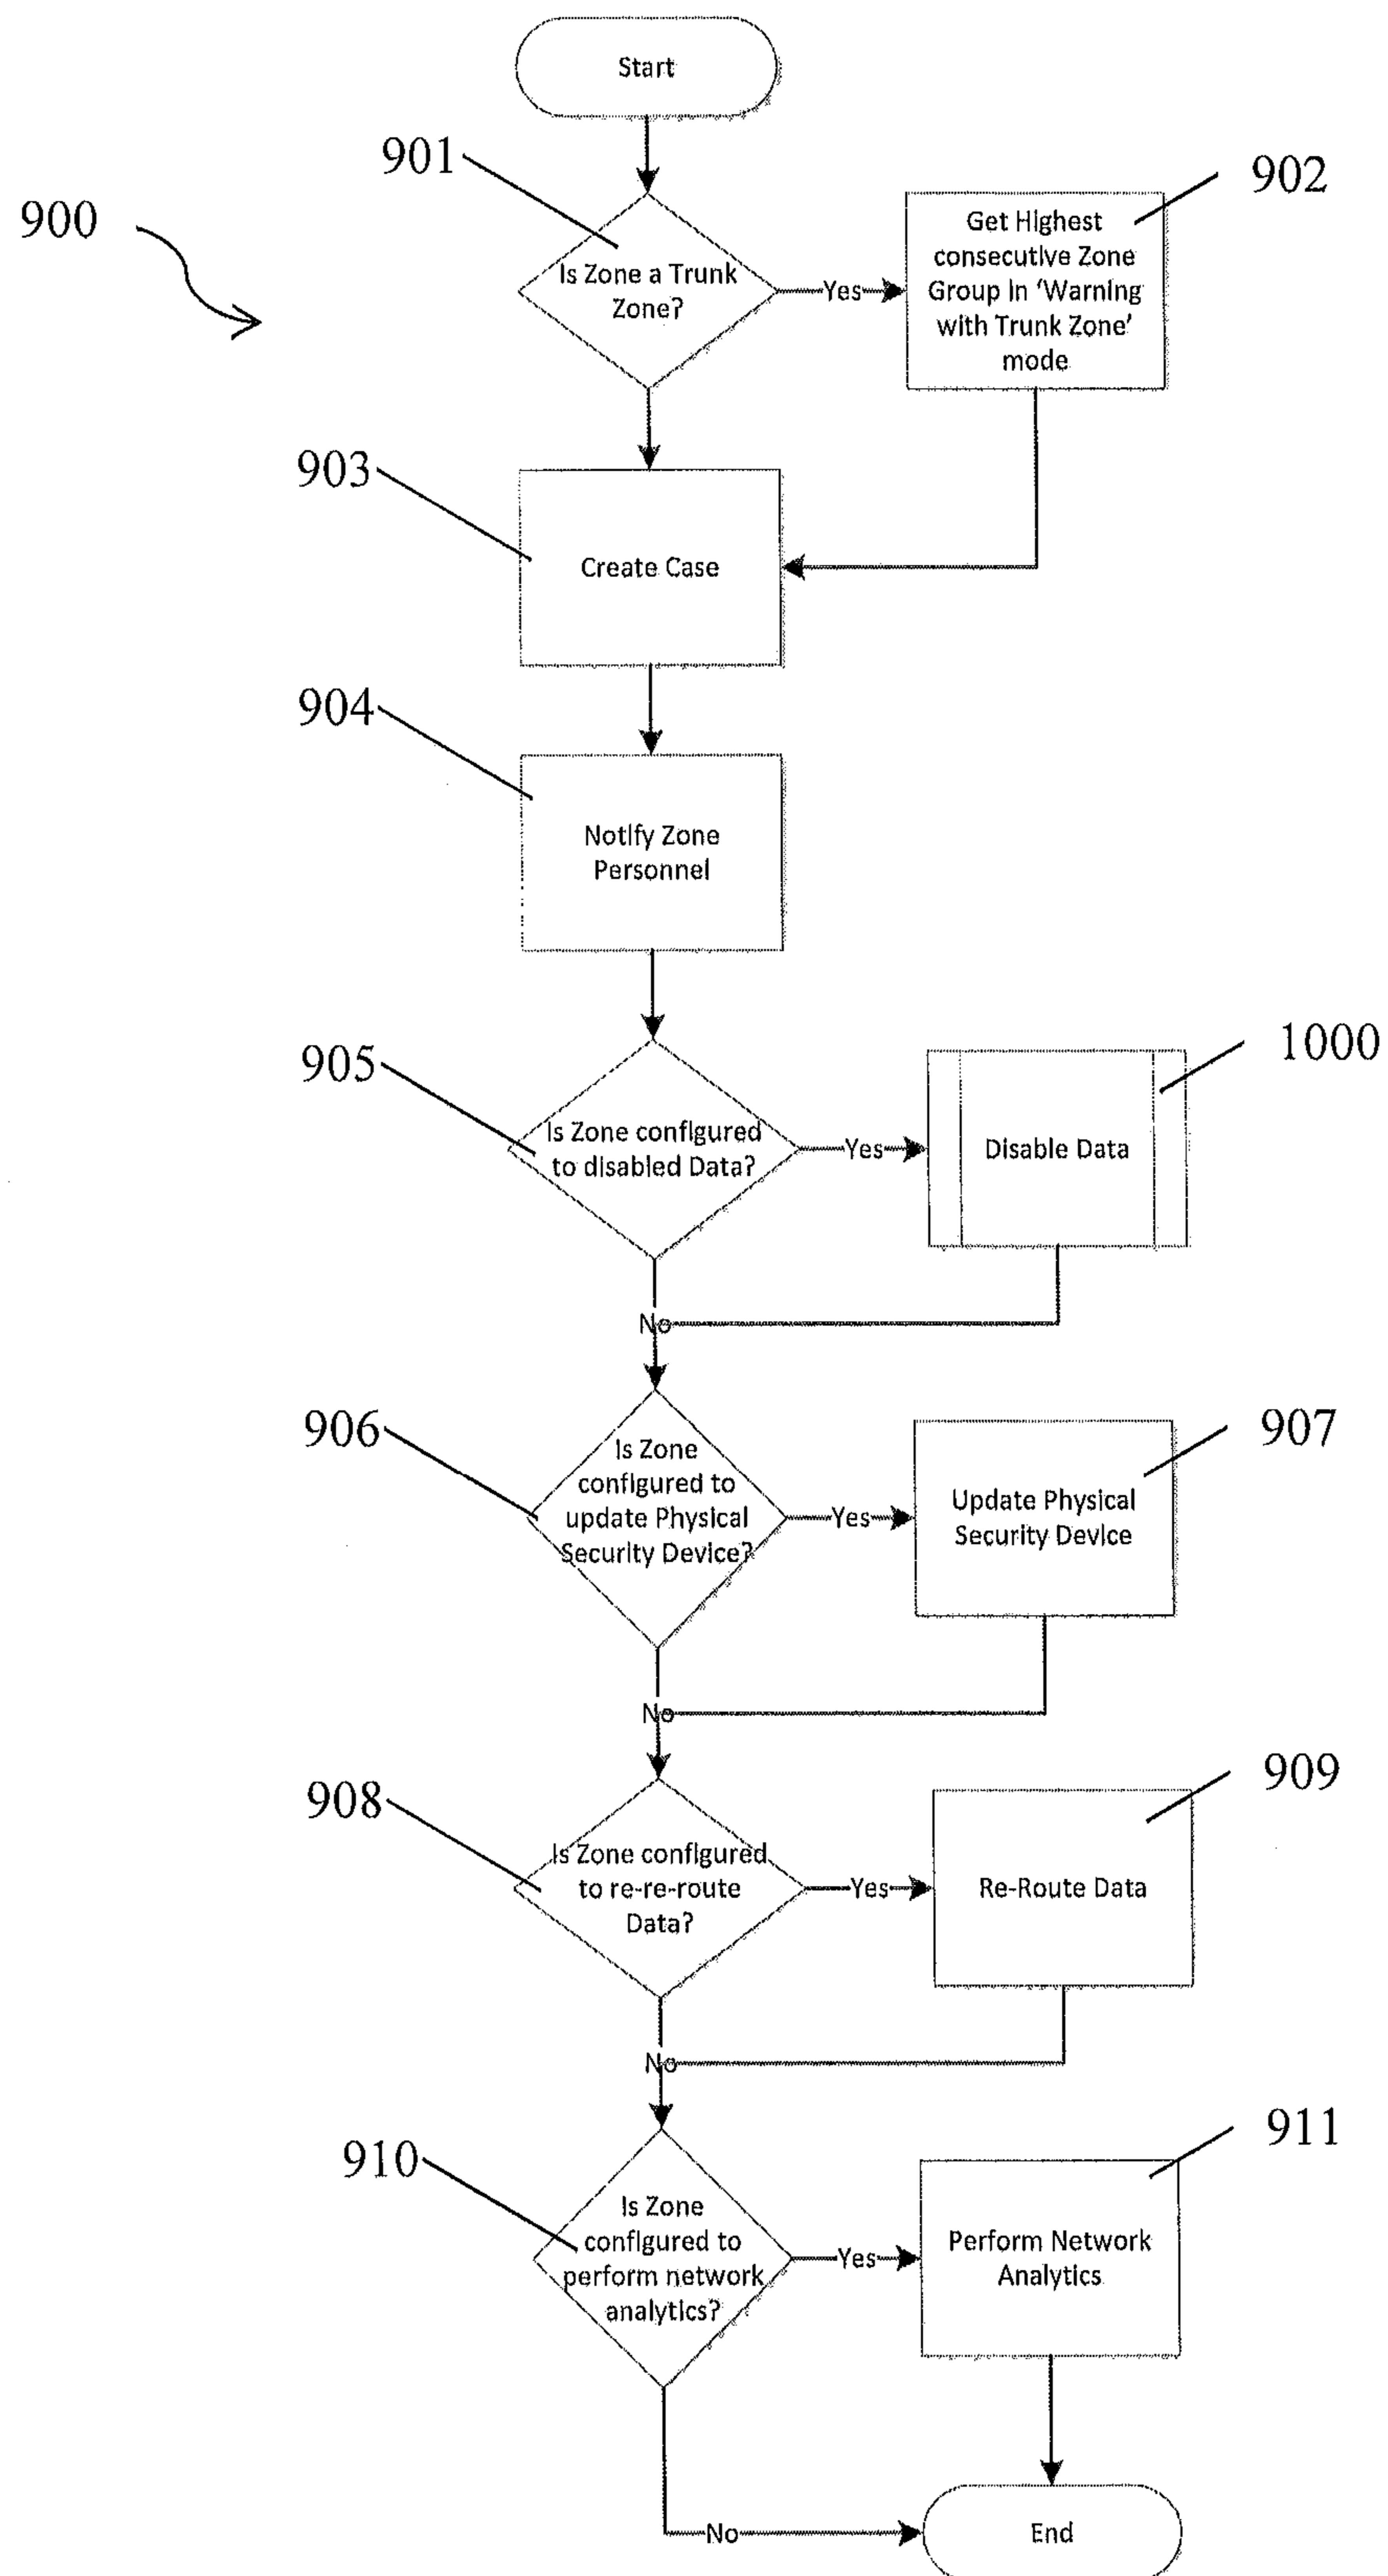 Start
901
902
900
Is Zone a Trunk
Zone?
Yes
Get Highest
consecutive Zone
Group in ‘Warning
with Trunk Zone’
mode
903
Create Case
904
Notify Zone
Personnel
905
1000
Is Zone configured
to disabled Data?
Yes
Disable Data
No
906
907
Is Zone
configured to
update Physical
Security Device?
Yes
Update Physical
Security Device
No
908
909
Is Zone configured
to re-re-route
Data?
Yes
Re-Route Data
No
910
911
Is Zone
configured to
perform network
analytics?
Yes
Perform Network
Analytics
No
End